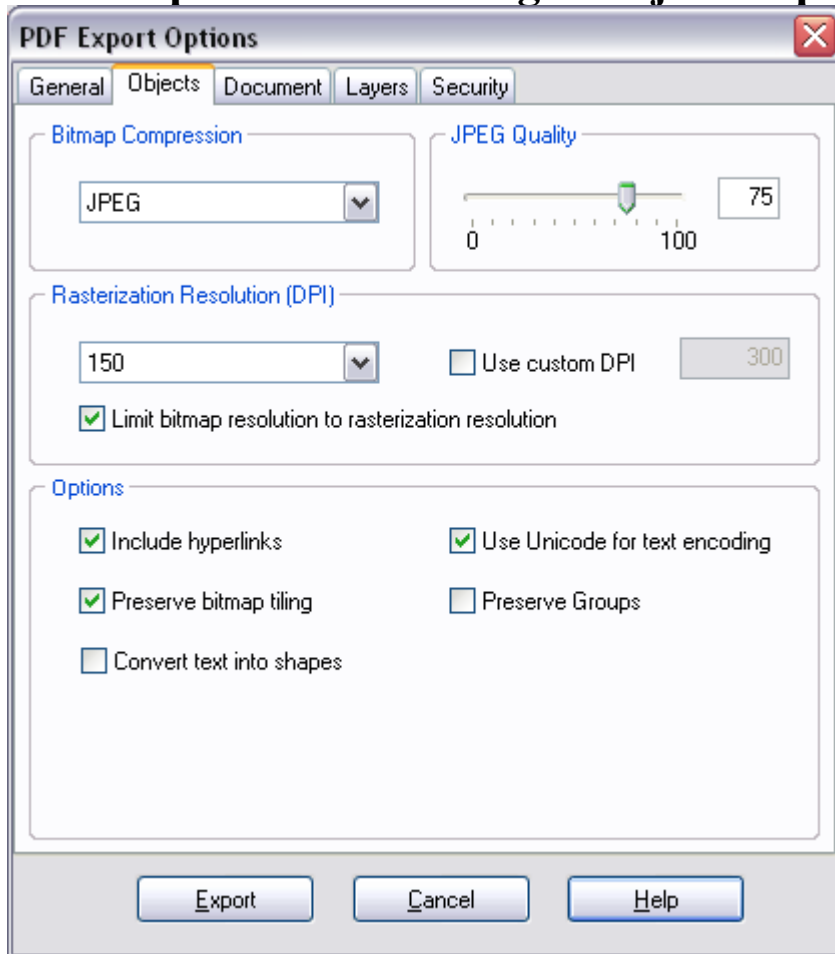 PDF Export Options
General Objects Document Layers Security
Bitmap Compression JPEG Quality
JPEG 75
0 100
Rasterization Resolution (DPI)
150 Use custom DPI 300
Limit bitmap resolution to rasterization resolution
Options
Include hyperlinks Use Unicode for text encoding
Preserve bitmap tiling Preserve Groups
Convert text into shapes
Export Cancel Help